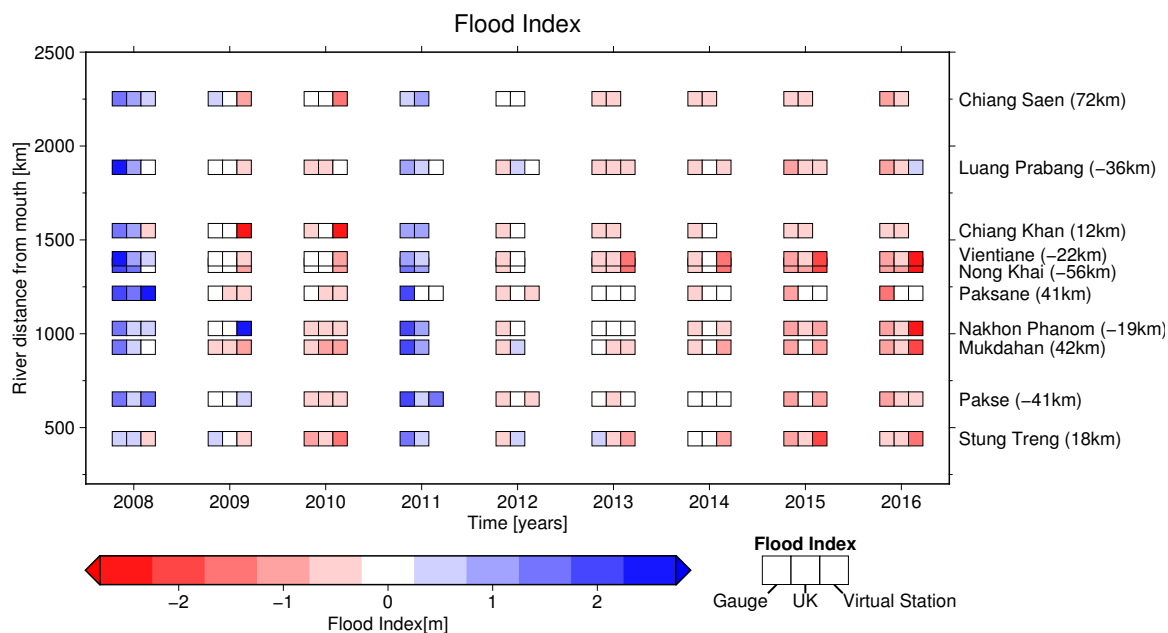 Flood Index
2500
2000
1500
1000
500
River distance from mouth [km]
Chiang Saen (72km)
Luang Prabang (−36km)
Chiang Khan (12km)
Vientiane (−22km)
Nong Khai (−56km)
Paksane (41km)
Nakhon Phanom (−19km)
Mukdahan (42km)
Pakse (−41km)
Stung Treng (18km)
2008 2009 2010 2011 2012 2013 2014 2015 2016
Time [years]
−2 −1 0 1 2
Flood Index[m]
Flood Index
Gauge UK Virtual Station